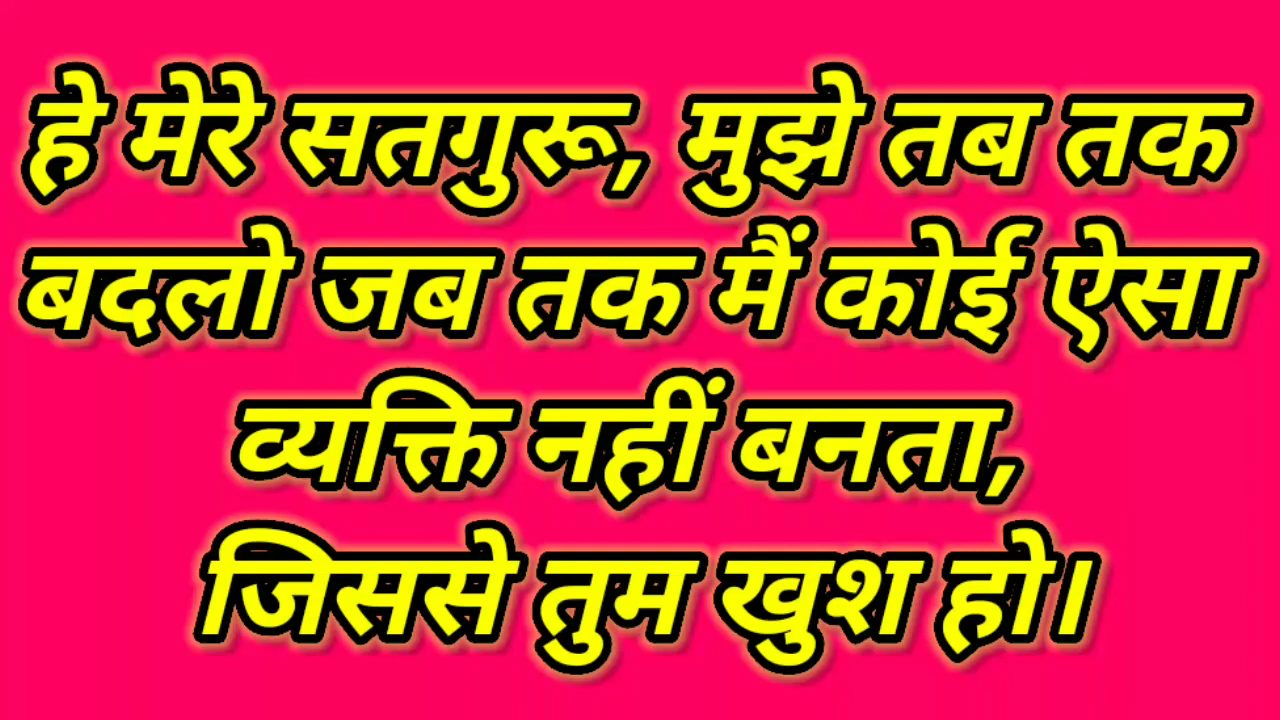 हे मेरे सतगुरू, मुझे तब तक
बदलो जब तक मैं कोई ऐसा
व्यक्ति नहीं बनता,
जिससे तुम खुश हो।